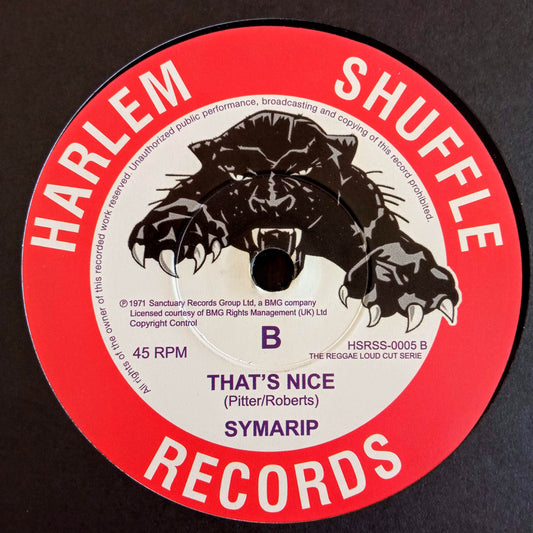 HARLEM SHUFFLE
RECORDS
All rights of the owner of this recorded work reserved. Unauthorized public performance, broadcasting and copying of this record prohibited.
℗ 1971 Sanctuary Records Group Ltd, a BMG company
Licensed courtesy of BMG Rights Management (UK) Ltd
Copyright Control
B
HSRSS-0005 B
THE REGGAE LOUD CUT SERIE
45 RPM
THAT'S NICE
(Pitter/Roberts)
SYMARIP